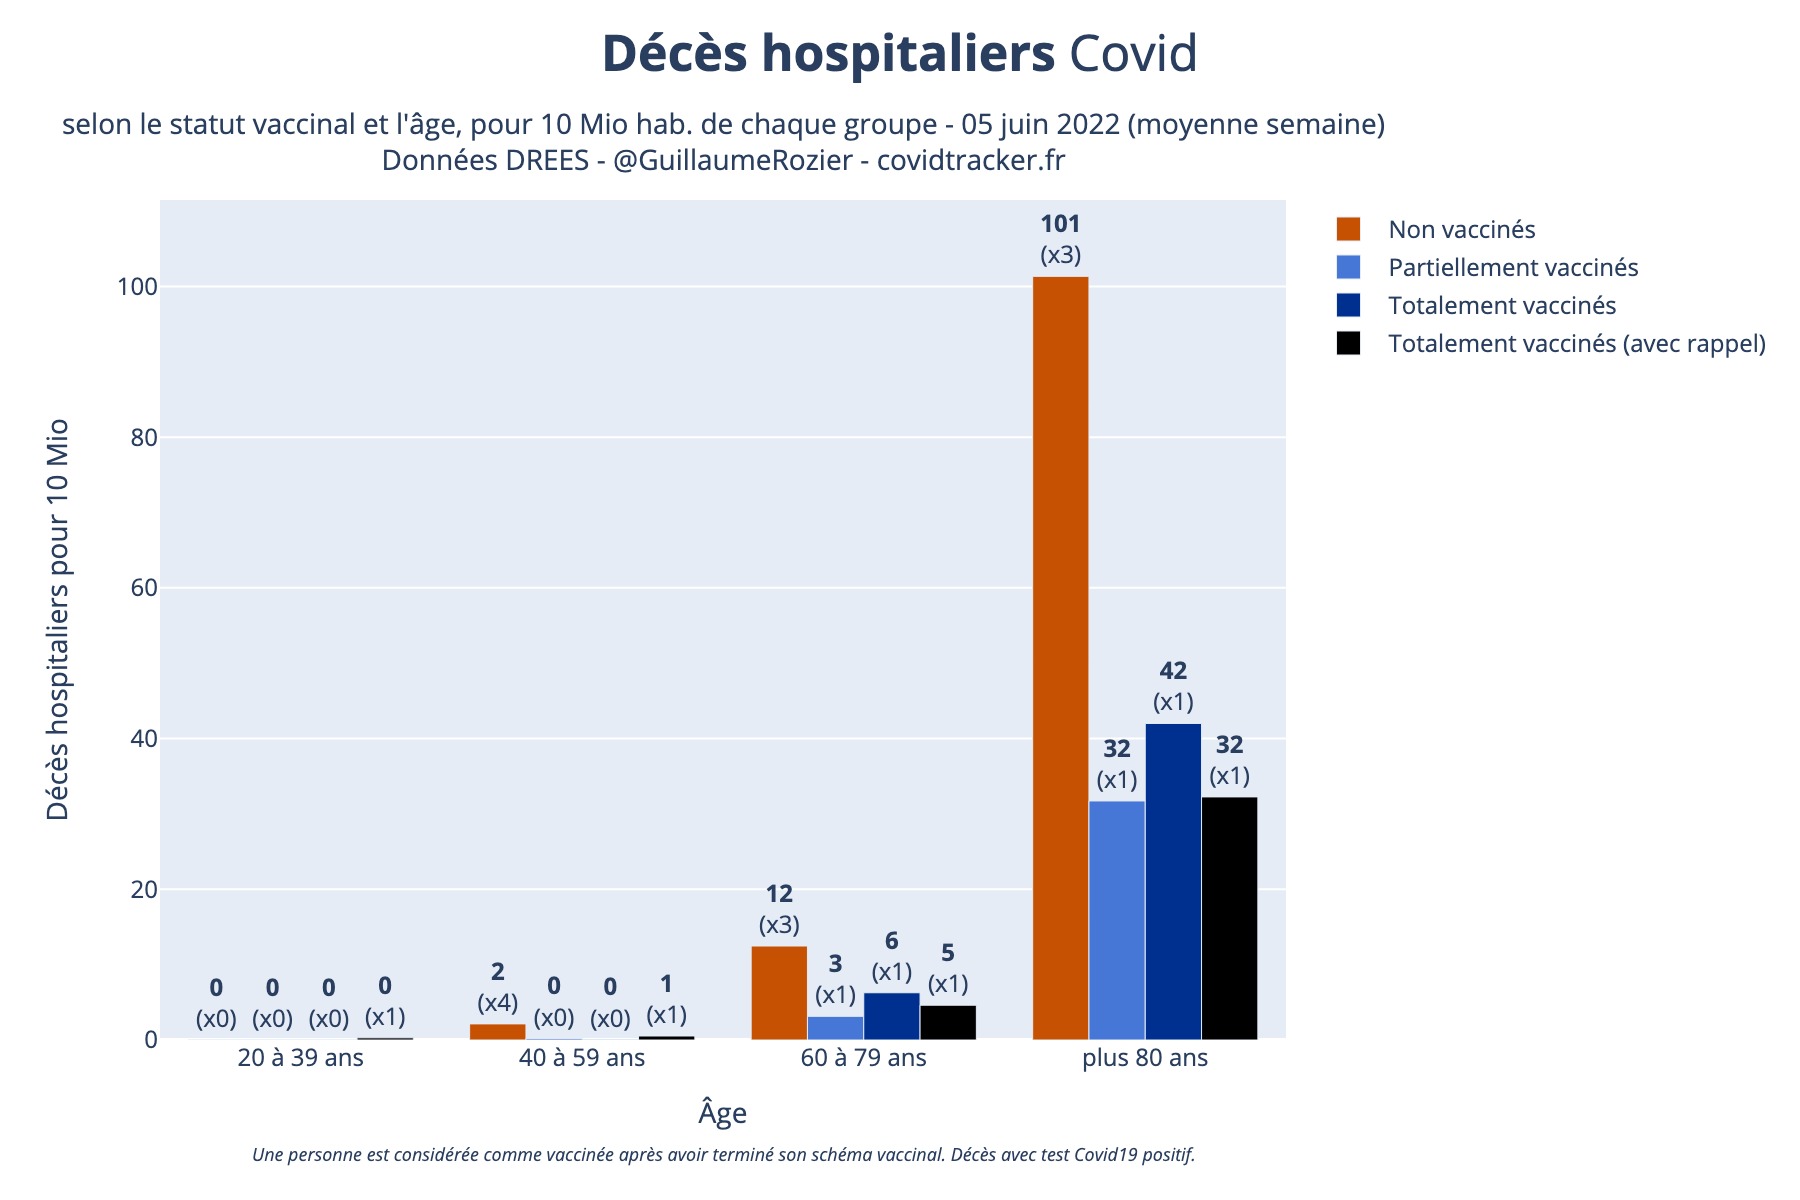 Décès hospitaliers Covid
selon le statut vaccinal et l'âge, pour 10 Mio hab. de chaque groupe - 05 juin 2022 (moyenne semaine)
Données DREES - @GuillaumeRozier - covidtracker.fr
Non vaccinés
Partiellement vaccinés
Totalement vaccinés
Totalement vaccinés (avec rappel)
Décès hospitaliers pour 10 Mio
100
80
60
40
20
0
0
(x0)
0
(x0)
0
(x0)
0
(x1)
2
(x4)
0
(x0)
0
(x0)
1
(x1)
12
(x3)
3
(x1)
6
(x1)
5
(x1)
101
(x3)
32
(x1)
42
(x1)
32
(x1)
20 à 39 ans
40 à 59 ans
60 à 79 ans
plus 80 ans
Âge
Une personne est considérée comme vaccinée après avoir terminé son schéma vaccinal. Décès avec test Covid19 positif.